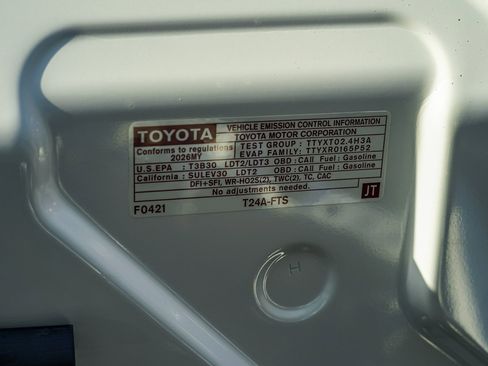 TOYOTA
VEHICLE EMISSION CONTROL INFORMATION
TOYOTA MOTOR CORPORATION
Conforms to regulations
2026MY
TEST GROUP : TTYXT02.4H3A
EVAP FAMILY: TTYXR0165P52
U.S.EPA : T3B30 LDT2/LDT3 OBD: CAII Fuel : Gasoline
California : SULEV30 LDT2 OBD: CAII Fuel : Gasoline
DFI+SFI, WR-HO2S(2), TWC(2), TC, CAC
No adjustments needed.
JT
F0421
T24A-FTS
H